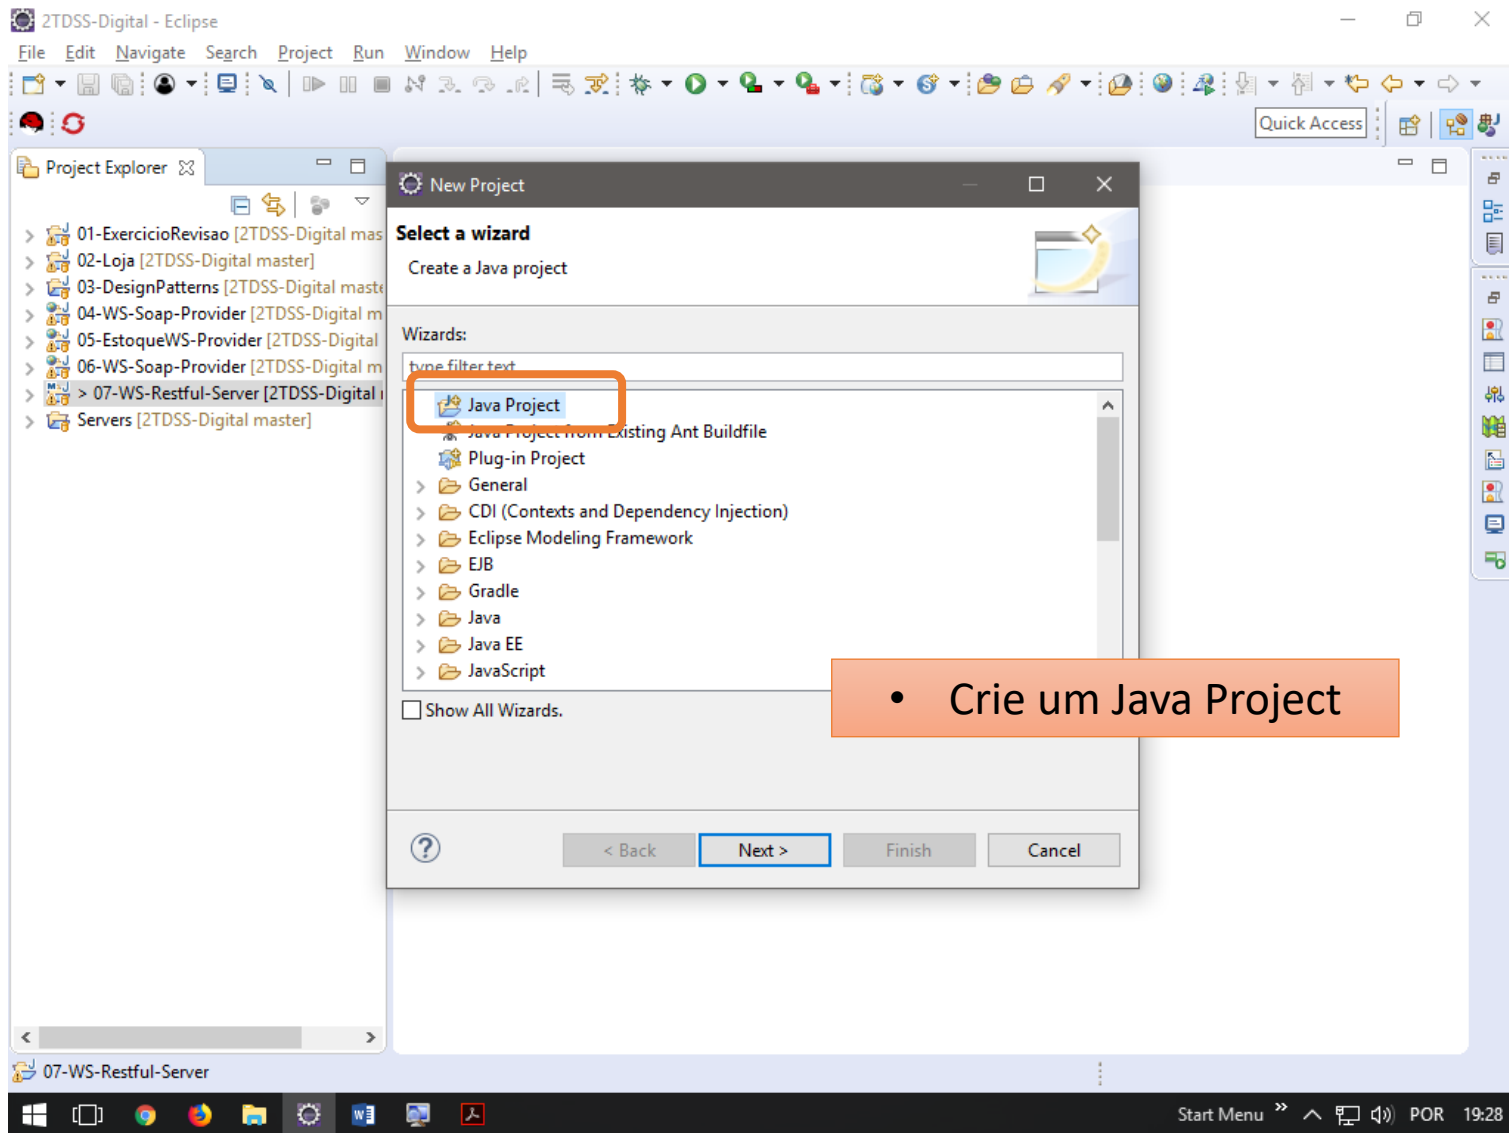 2TDSS-Digital - Eclipse
File Edit Navigate Search Project Run Window Help
Quick Access
Project Explorer
01-ExercicioRevisao [2TDSS-Digital mas
02-Loja [2TDSS-Digital master]
03-DesignPatterns [2TDSS-Digital maste
04-WS-Soap-Provider [2TDSS-Digital m
05-EstoqueWS-Provider [2TDSS-Digital
06-WS-Soap-Provider [2TDSS-Digital m
> 07-WS-Restful-Server [2TDSS-Digital
Servers [2TDSS-Digital master]
New Project
Select a wizard
Create a Java project
Wizards:
type filter text
Java Project
Java Project from Existing Ant Buildfile
Plug-in Project
General
CDI (Contexts and Dependency Injection)
Eclipse Modeling Framework
EJB
Gradle
Java
Java EE
JavaScript
Show All Wizards.
• Crie um Java Project
< Back Next > Finish Cancel
07-WS-Restful-Server
Start Menu POR 19:28